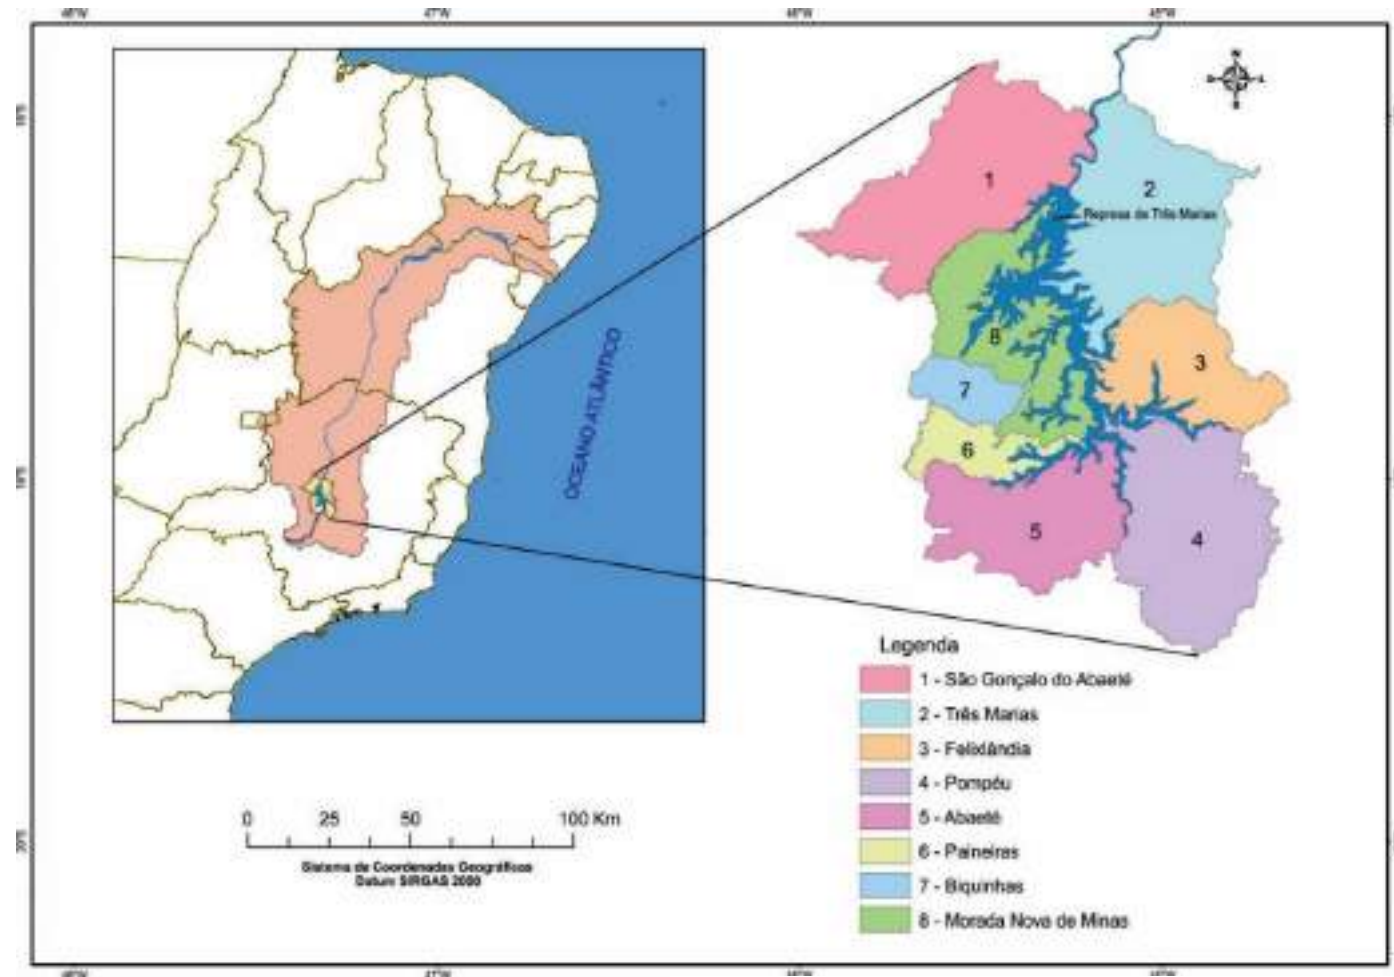 47°W
N
1
2
Represa de Três Marias
8
3
7
6
5
4
OCEANO ATLÂNTICO
Legenda
1 - São Gonçalo do Abaeté
2 - Três Marias
3 - Felixlândia
4 - Pompéu
5 - Abaeté
6 - Paineiras
7 - Biquinhas
8 - Morada Nova de Minas
0 25 50 100 Km
Sistema de Coordenadas Geográficas
Datum SIRGAS 2000